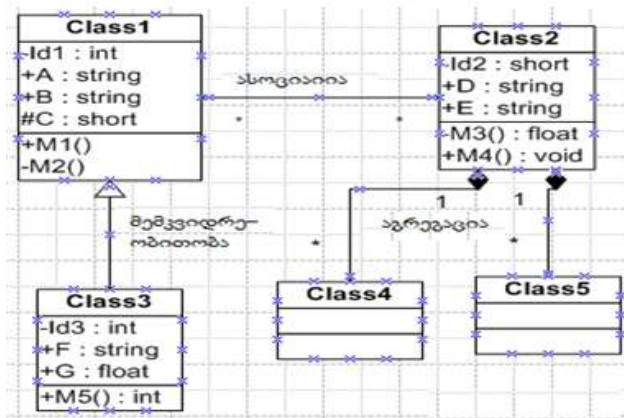 Class1
-Id1 : int
+A : string
+B : string
#C : short
+M1()
-M2()
ასოციაია
*
*
Class2
-Id2 : short
+D : string
+E : string
-M3() : float
+M4() : void
მემკვიდრე-
ობითობა
1
1
აგრეგაცია
*
*
Class3
-Id3 : int
+F : string
+G : float
+M5() : int
Class4
Class5